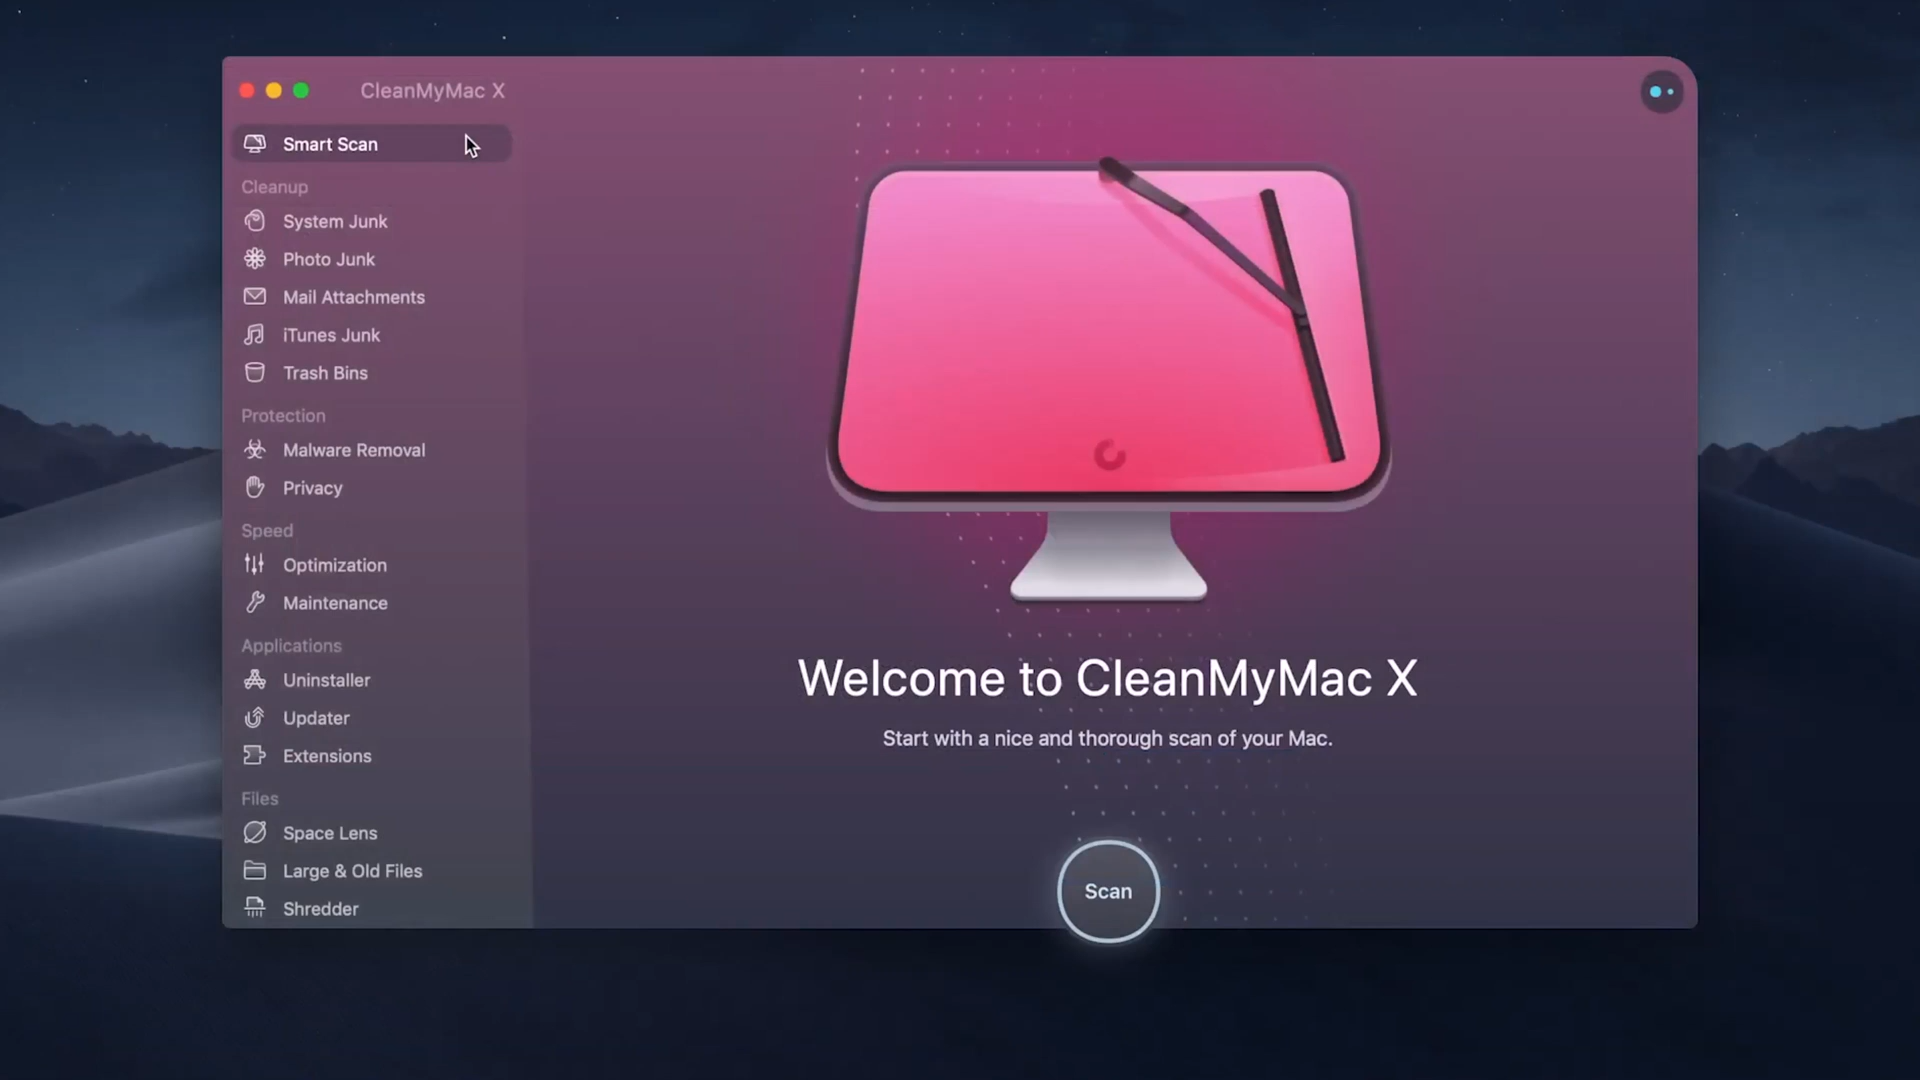 CleanMyMac X
Smart Scan
Cleanup
System Junk
Photo Junk
Mail Attachments
iTunes Junk
Trash Bins
Protection
Malware Removal
Privacy
Speed
Optimization
Maintenance
Applications
Uninstaller
Updater
Extensions
Files
Space Lens
Large & Old Files
Shredder
Welcome to CleanMyMac X
Start with a nice and thorough scan of your Mac.
Scan